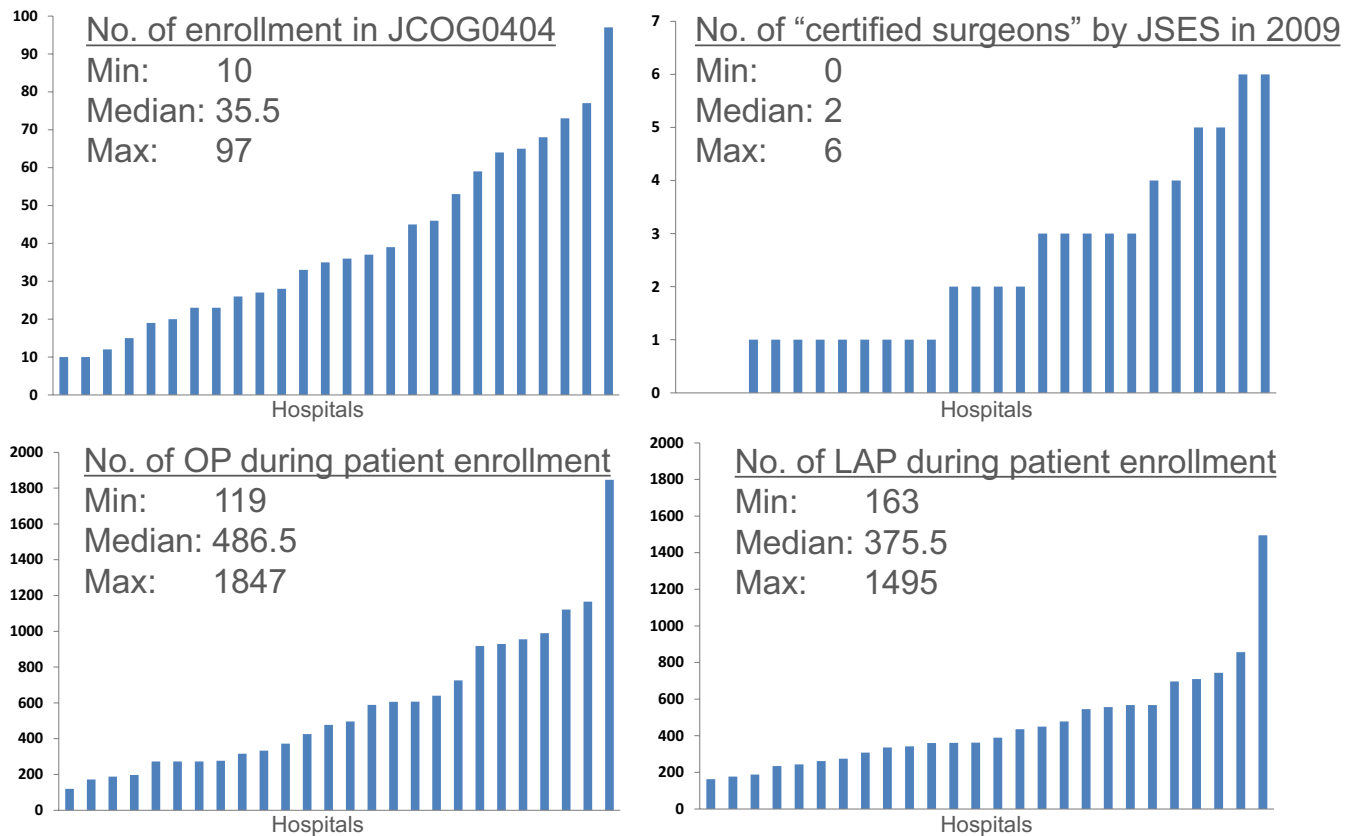 No. of enrollment in JCOG0404
Min: 10
Median: 35.5
Max: 97
100
90
80
70
60
50
40
30
20
10
0
Hospitals
No. of “certified surgeons” by JSES in 2009
Min: 0
Median: 2
Max: 6
7
6
5
4
3
2
1
0
Hospitals
No. of OP during patient enrollment
Min: 119
Median: 486.5
Max: 1847
2000
1800
1600
1400
1200
1000
800
600
400
200
0
Hospitals
No. of LAP during patient enrollment
Min: 163
Median: 375.5
Max: 1495
2000
1800
1600
1400
1200
1000
800
600
400
200
0
Hospitals